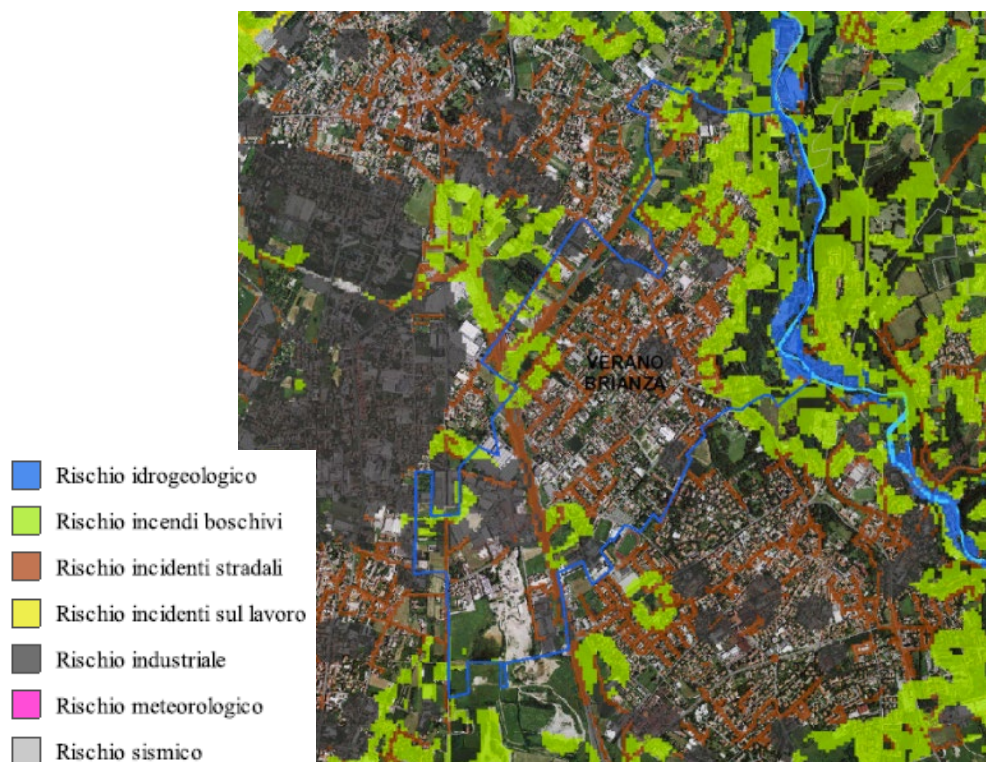 VERANO
BRIANZA
Rischio idrogeologico
Rischio incendi boschivi
Rischio incidenti stradali
Rischio incidenti sul lavoro
Rischio industriale
Rischio meteorologico
Rischio sismico